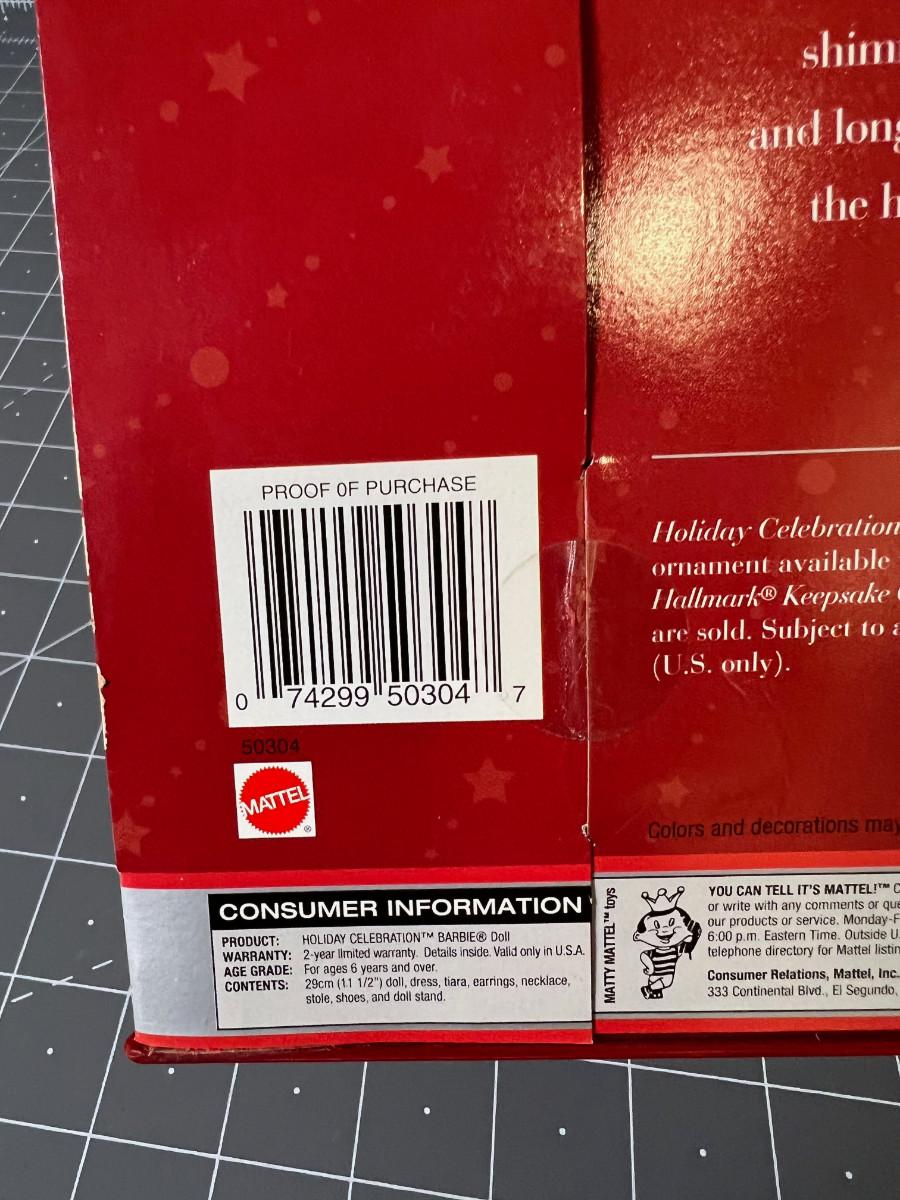 shim
and long
the h
PROOF 0F PURCHASE
0 74299 50304 7
50304
MATTEL
®
Holiday Celebration
ornament available
Hallmark® Keepsake
are sold. Subject to a
(U.S. only).
Colors and decorations may
CONSUMER INFORMATION
PRODUCT: HOLIDAY CELEBRATION™ BARBIE® Doll
WARRANTY: 2-year limited warranty. Details inside. Valid only in U.S.A.
AGE GRADE: For ages 6 years and over.
CONTENTS: 29cm (11 1/2") doll, dress, tiara, earrings, necklace,
stole, shoes, and doll stand.
MATTY MATTEL™ toys
YOU CAN TELL IT'S MATTEL!™ C
or write with any comments or que
our products or service. Monday-F
6:00 p.m. Eastern Time. Outside U.
telephone directory for Mattel listin
Consumer Relations, Mattel, Inc.
333 Continental Blvd., El Segundo,